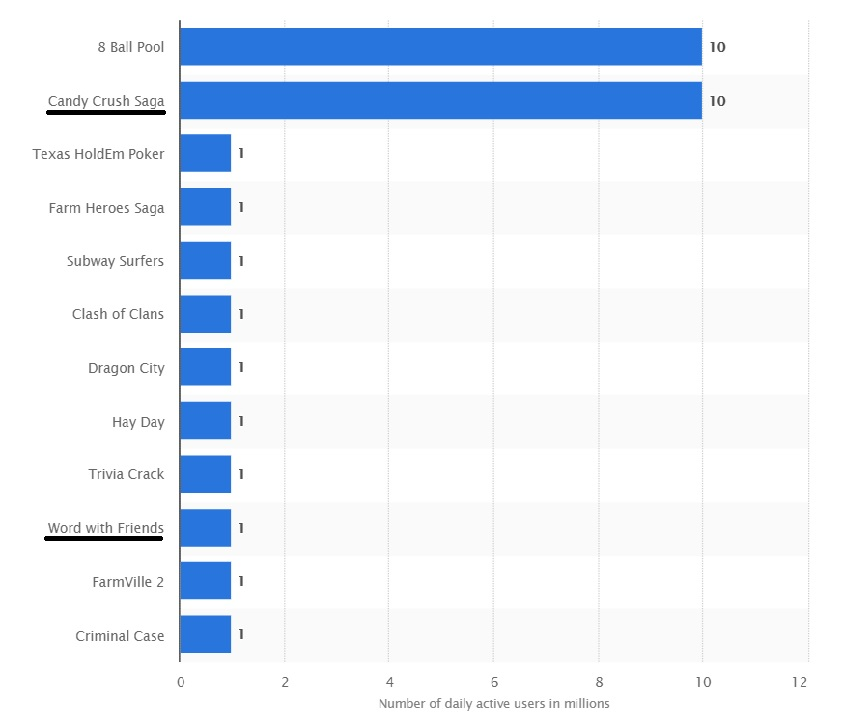 8 Ball Pool 10
Candy Crush Saga 10
Texas HoldEm Poker 1
Farm Heroes Saga 1
Subway Surfers 1
Clash of Clans 1
Dragon City 1
Hay Day 1
Trivia Crack 1
Word with Friends 1
FarmVille 2 1
Criminal Case 1
0 2 4 6 8 10 12
Number of daily active users in millions